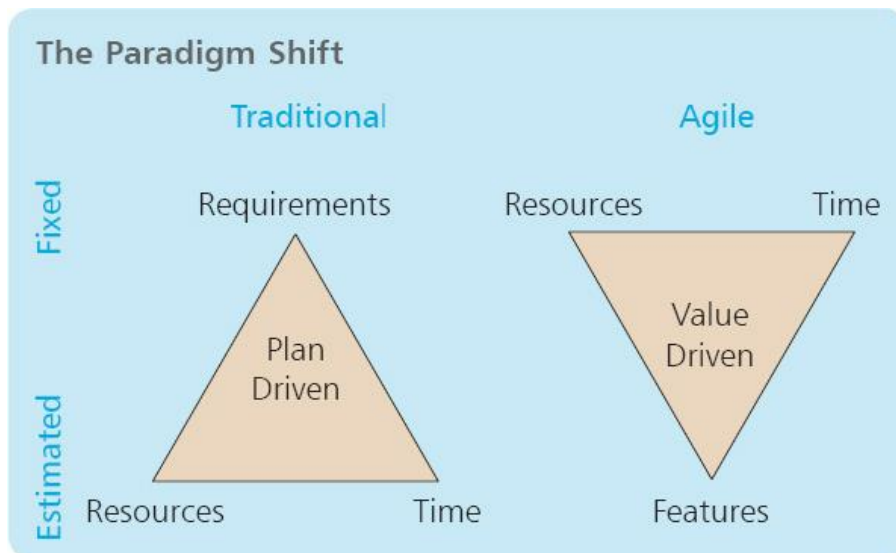 The Paradigm Shift
Traditional
Agile
Fixed
Requirements
Resources
Time
Plan
Driven
Value
Driven
Estimated
Resources
Time
Features